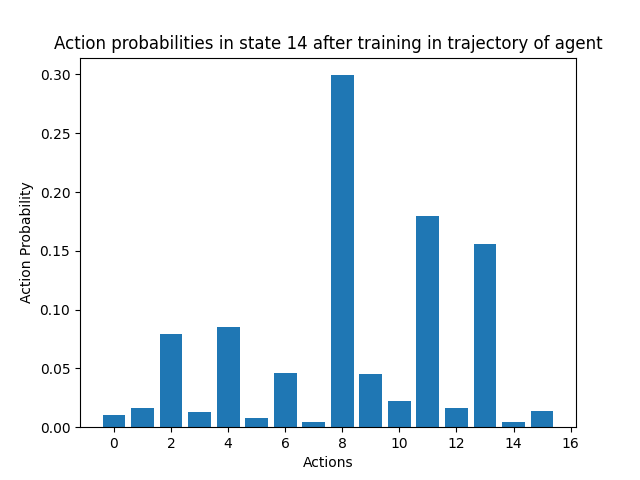 Action probabilities in state 14 after training in trajectory of agent
0.30
0.25
0.20
0.15
0.10
0.05
0.00
Action Probability
0 2 4 6 8 10 12 14 16
Actions